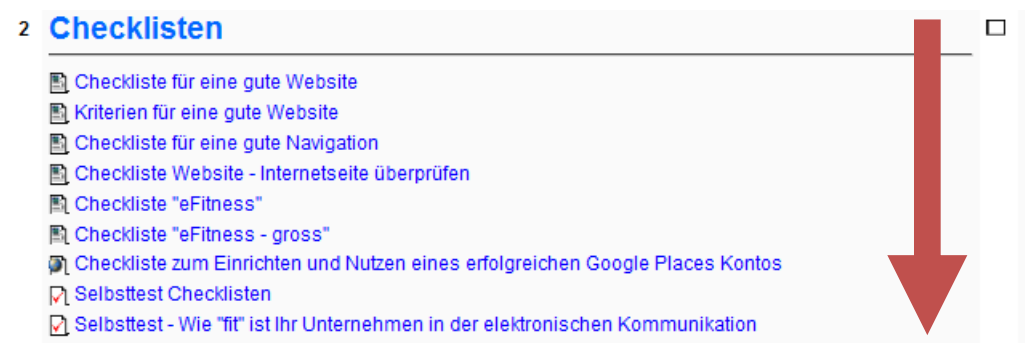 2 Checklisten
Checkliste für eine gute Website
Kriterien für eine gute Website
Checkliste für eine gute Navigation
Checkliste Website - Internetseite überprüfen
Checkliste "eFitness"
Checkliste "eFitness - gross"
Checkliste zum Einrichten und Nutzen eines erfolgreichen Google Places Kontos
Selbsttest Checklisten
Selbsttest - Wie "fit" ist Ihr Unternehmen in der elektronischen Kommunikation